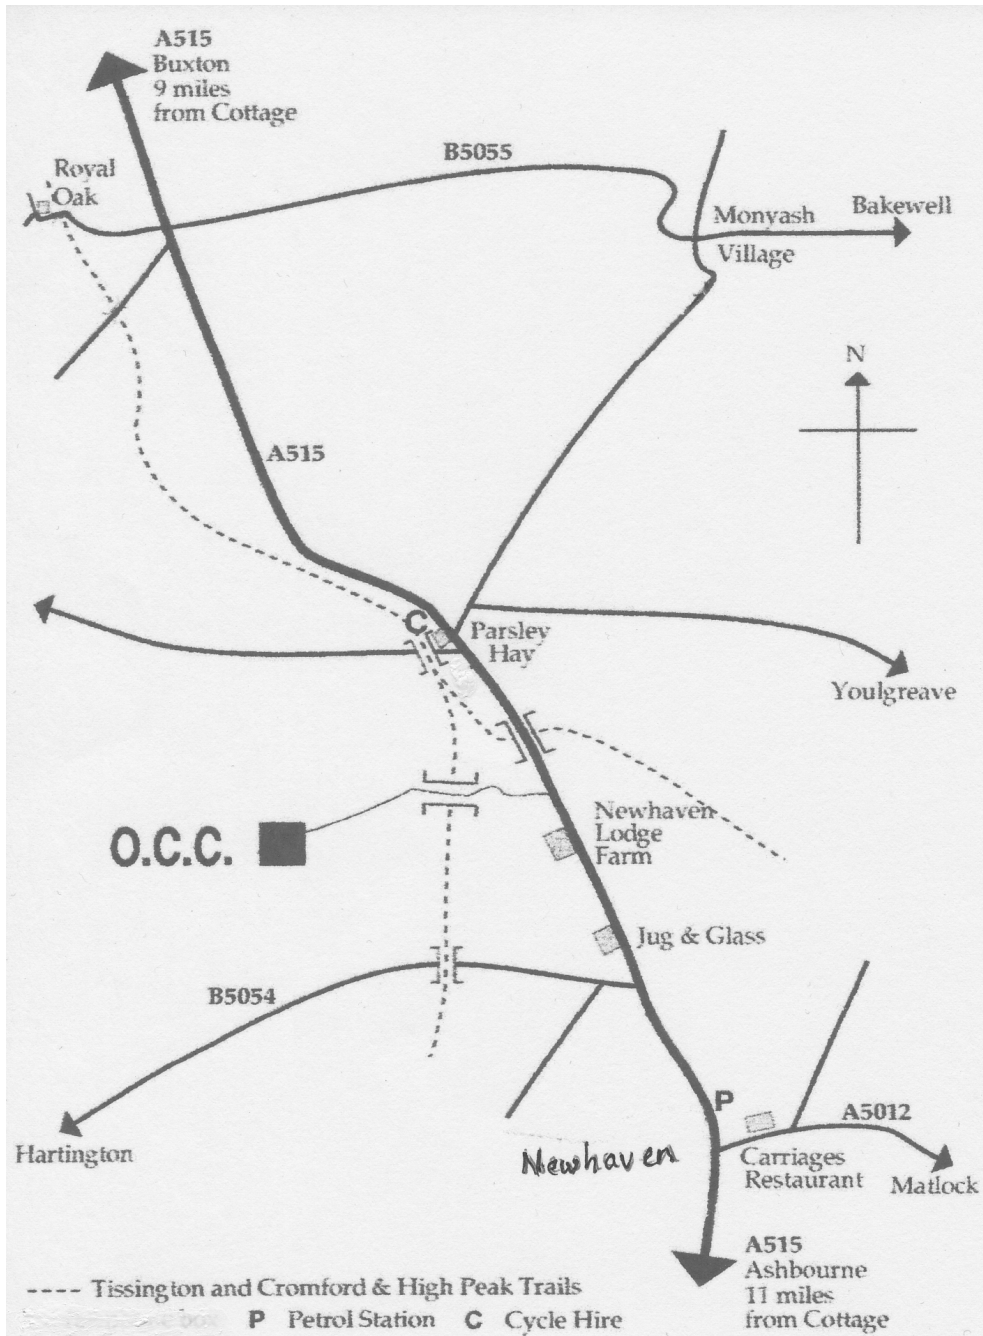 A515
Buxton
9 miles
from Cottage
B5055
Royal
Oak
Monyash
Village
Bakewell
N
A515
C
Parsley
Hay
Youlgreave
Newhaven
Lodge
Farm
O.C.C.
Jug & Glass
B5054
P
A5012
Hartington
Newhaven
Carriages
Restaurant
Matlock
A515
Ashbourne
11 miles
from Cottage
Tissington and Cromford & High Peak Trails
P Petrol Station C Cycle Hire